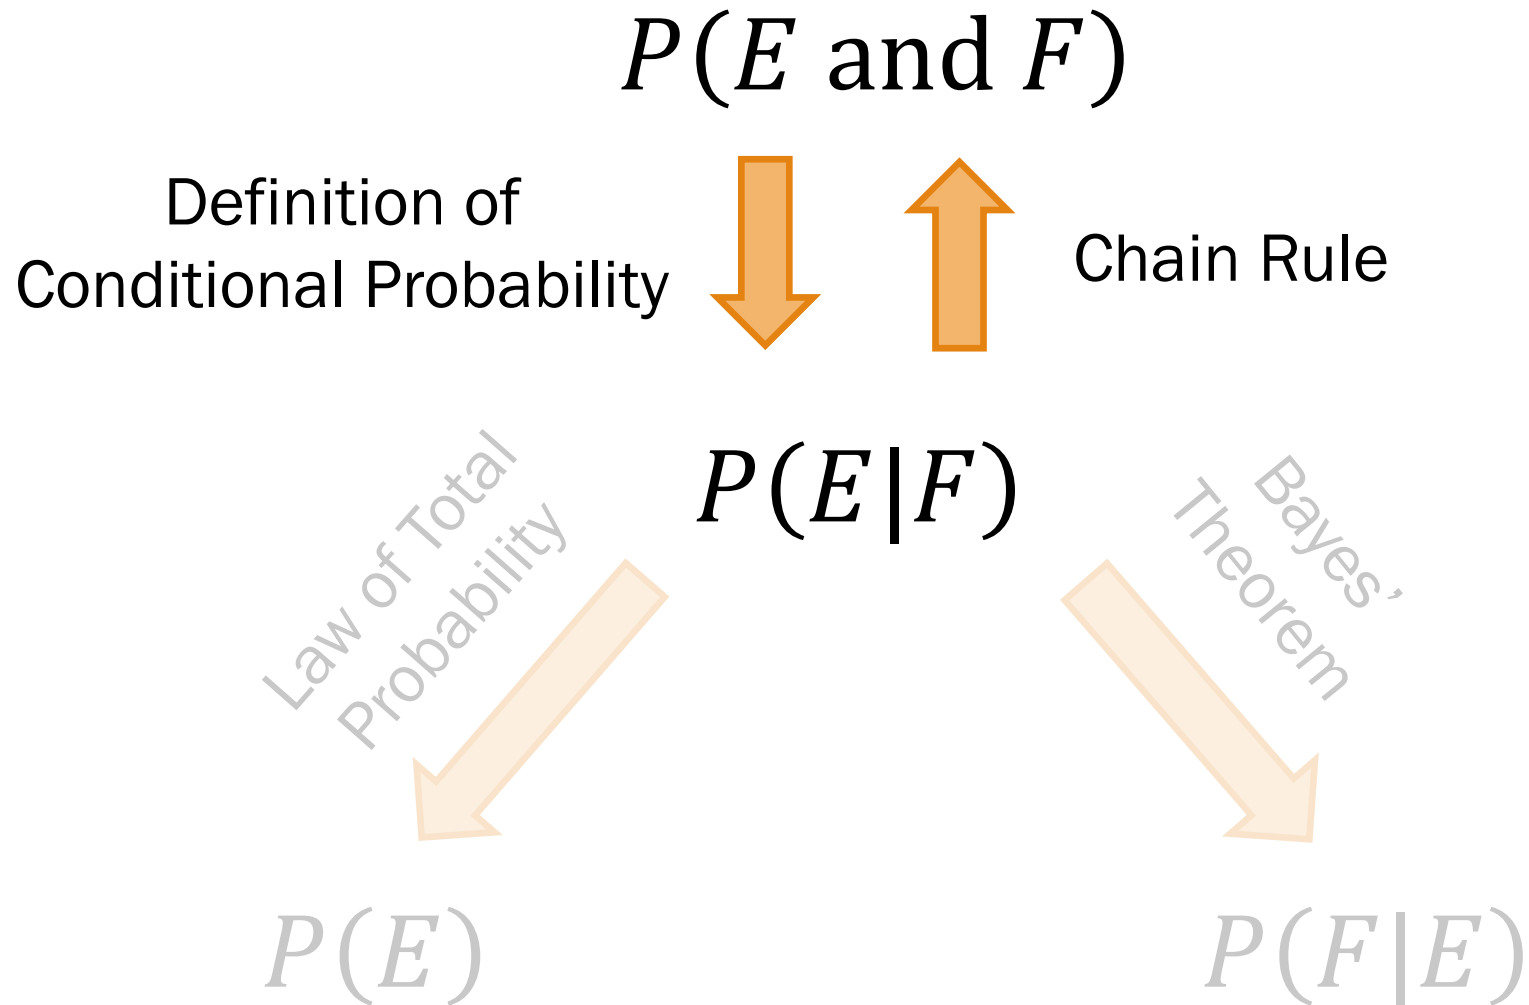 P(E and F)
Definition of
Conditional Probability
Chain Rule
P(E|F)
Law of Total
Probability
Bayes’
Theorem
P(E)
P(F|E)